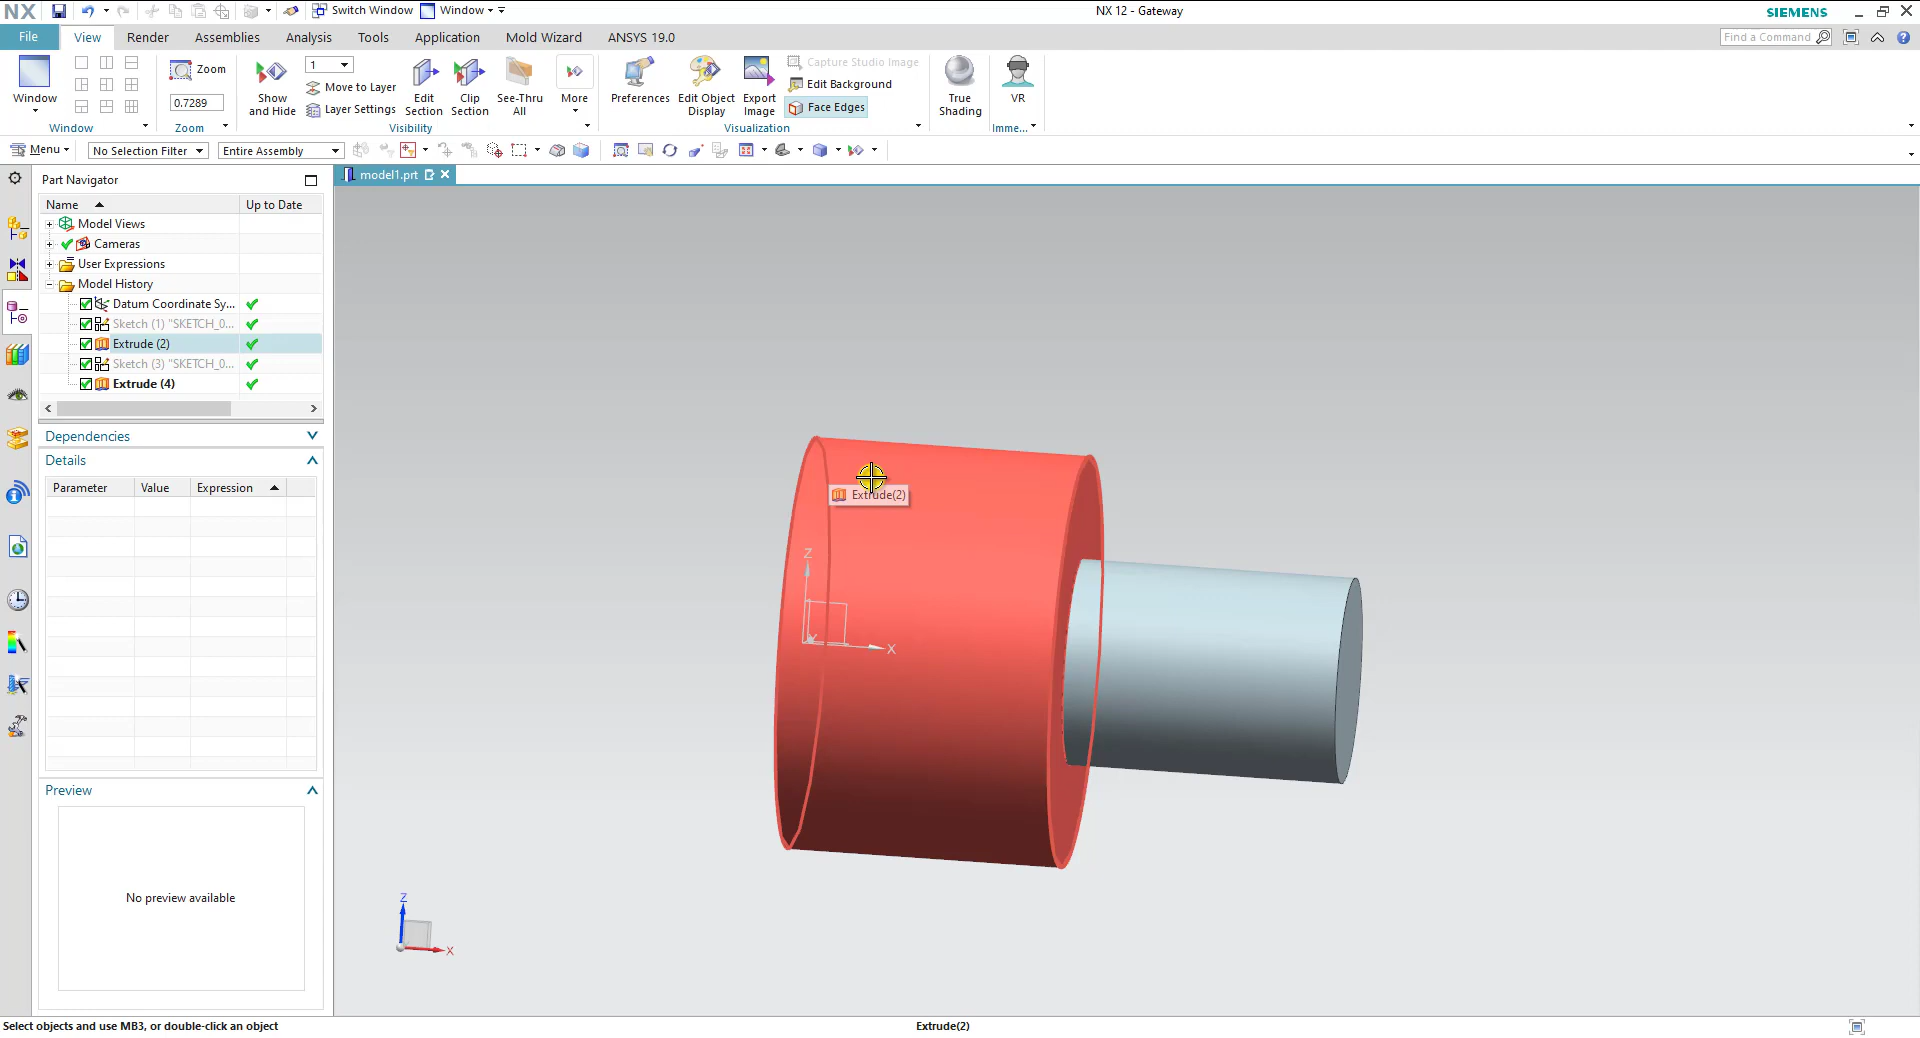 NX Switch Window Window NX 12 - Gateway SIEMENS
File View Render Assemblies Analysis Tools Application Mold Wizard ANSYS 19.0 Find a Command
Window
Zoom
0.7289
Show and Hide
1
Move to Layer
Layer Settings
Edit Section
Clip Section
See-Thru All
More
Preferences
Edit Object Display
Export Image
Capture Studio Image
Edit Background
Face Edges
True Shading
VR
Window Zoom Visibility Visualization Imme...
Menu No Selection Filter Entire Assembly
Part Navigator
model1.prt
Name Up to Date
Model Views
Cameras
User Expressions
Model History
Datum Coordinate Sy...
Sketch (1) "SKETCH_0...
Extrude (2)
Sketch (3) "SKETCH_0...
Extrude (4)
Dependencies
Details
Parameter Value Expression
Preview
No preview available
Extrude(2)
Z
Y
X
Z
X
Select objects and use MB3, or double-click an object Extrude(2)